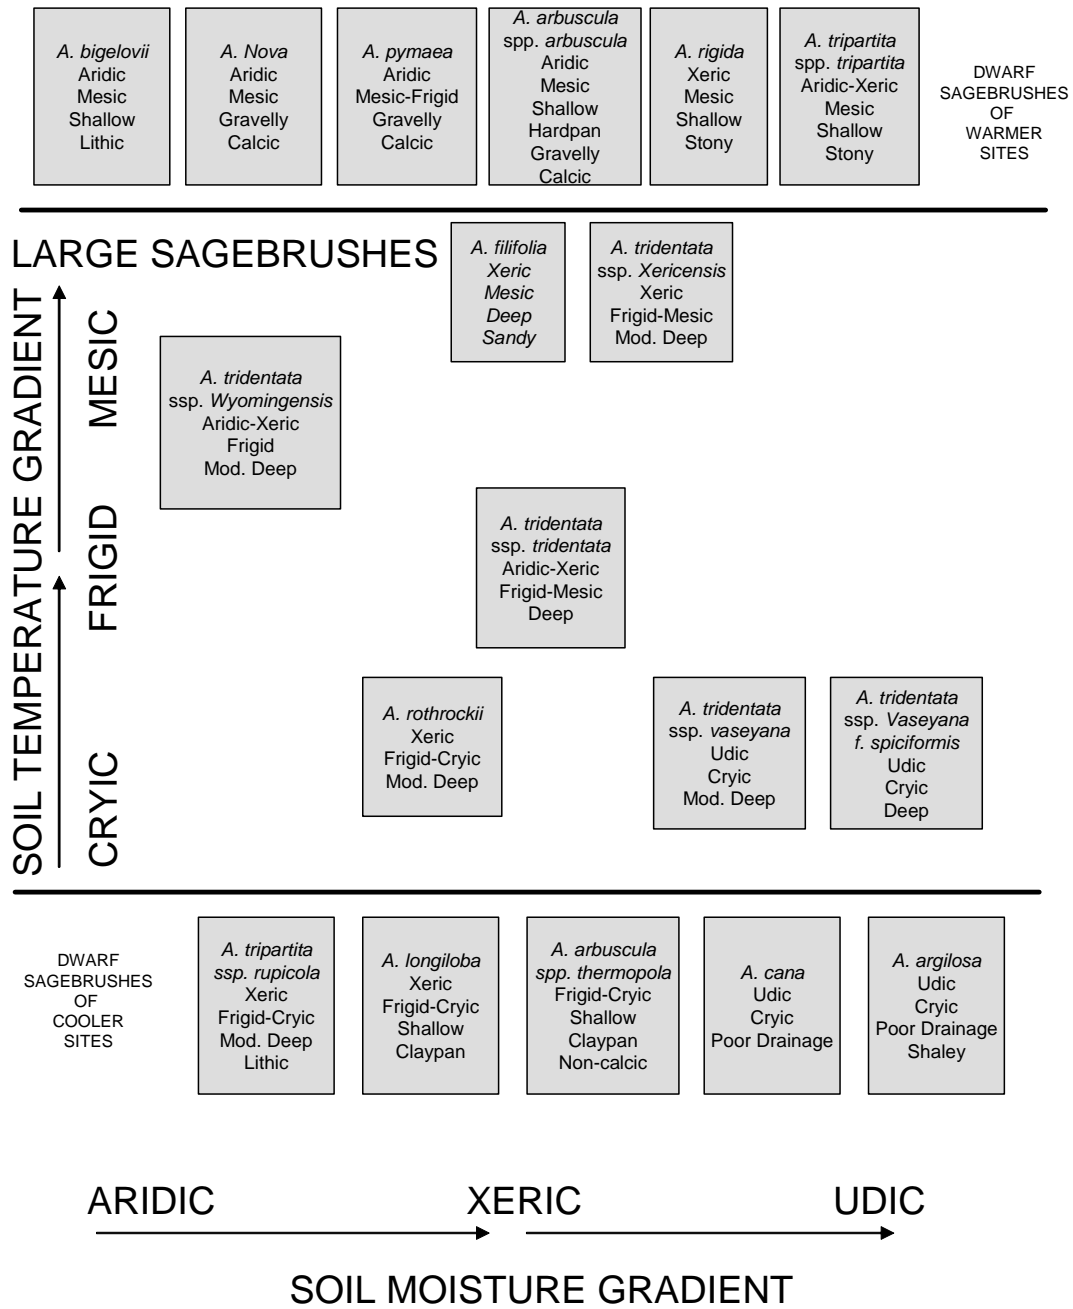 A. bigelovii
Aridic
Mesic
Shallow
Lithic
A. Nova
Aridic
Mesic
Gravelly
Calcic
A. pymaea
Aridic
Mesic-Frigid
Gravelly
Calcic
A. arbuscula
spp. arbuscula
Aridic
Mesic
Shallow
Hardpan
Gravelly
Calcic
A. rigida
Xeric
Mesic
Shallow
Stony
A. tripartita
spp. tripartita
Aridic-Xeric
Mesic
Shallow
Stony
DWARF
SAGEBRUSHES
OF
WARMER
SITES
LARGE SAGEBRUSHES
A. filifolia
Xeric
Mesic
Deep
Sandy
A. tridentata
ssp. Xericensis
Xeric
Frigid-Mesic
Mod. Deep
SOIL TEMPERATURE GRADIENT
MESIC
FRIGID
CRYIC
A. tridentata
ssp. Wyomingensis
Aridic-Xeric
Frigid
Mod. Deep
A. tridentata
ssp. tridentata
Aridic-Xeric
Frigid-Mesic
Deep
A. rothrockii
Xeric
Frigid-Cryic
Mod. Deep
A. tridentata
ssp. vaseyana
Udic
Cryic
Mod. Deep
A. tridentata
ssp. Vaseyana
f. spiciformis
Udic
Cryic
Deep
DWARF
SAGEBRUSHES
OF
COOLER
SITES
A. tripartita
ssp. rupicola
Xeric
Frigid-Cryic
Mod. Deep
Lithic
A. longiloba
Xeric
Frigid-Cryic
Shallow
Claypan
A. arbuscula
spp. thermopola
Frigid-Cryic
Shallow
Claypan
Non-calcic
A. cana
Udic
Cryic
Poor Drainage
A. argilosa
Udic
Cryic
Poor Drainage
Shaley
ARIDIC
XERIC
UDIC
SOIL MOISTURE GRADIENT